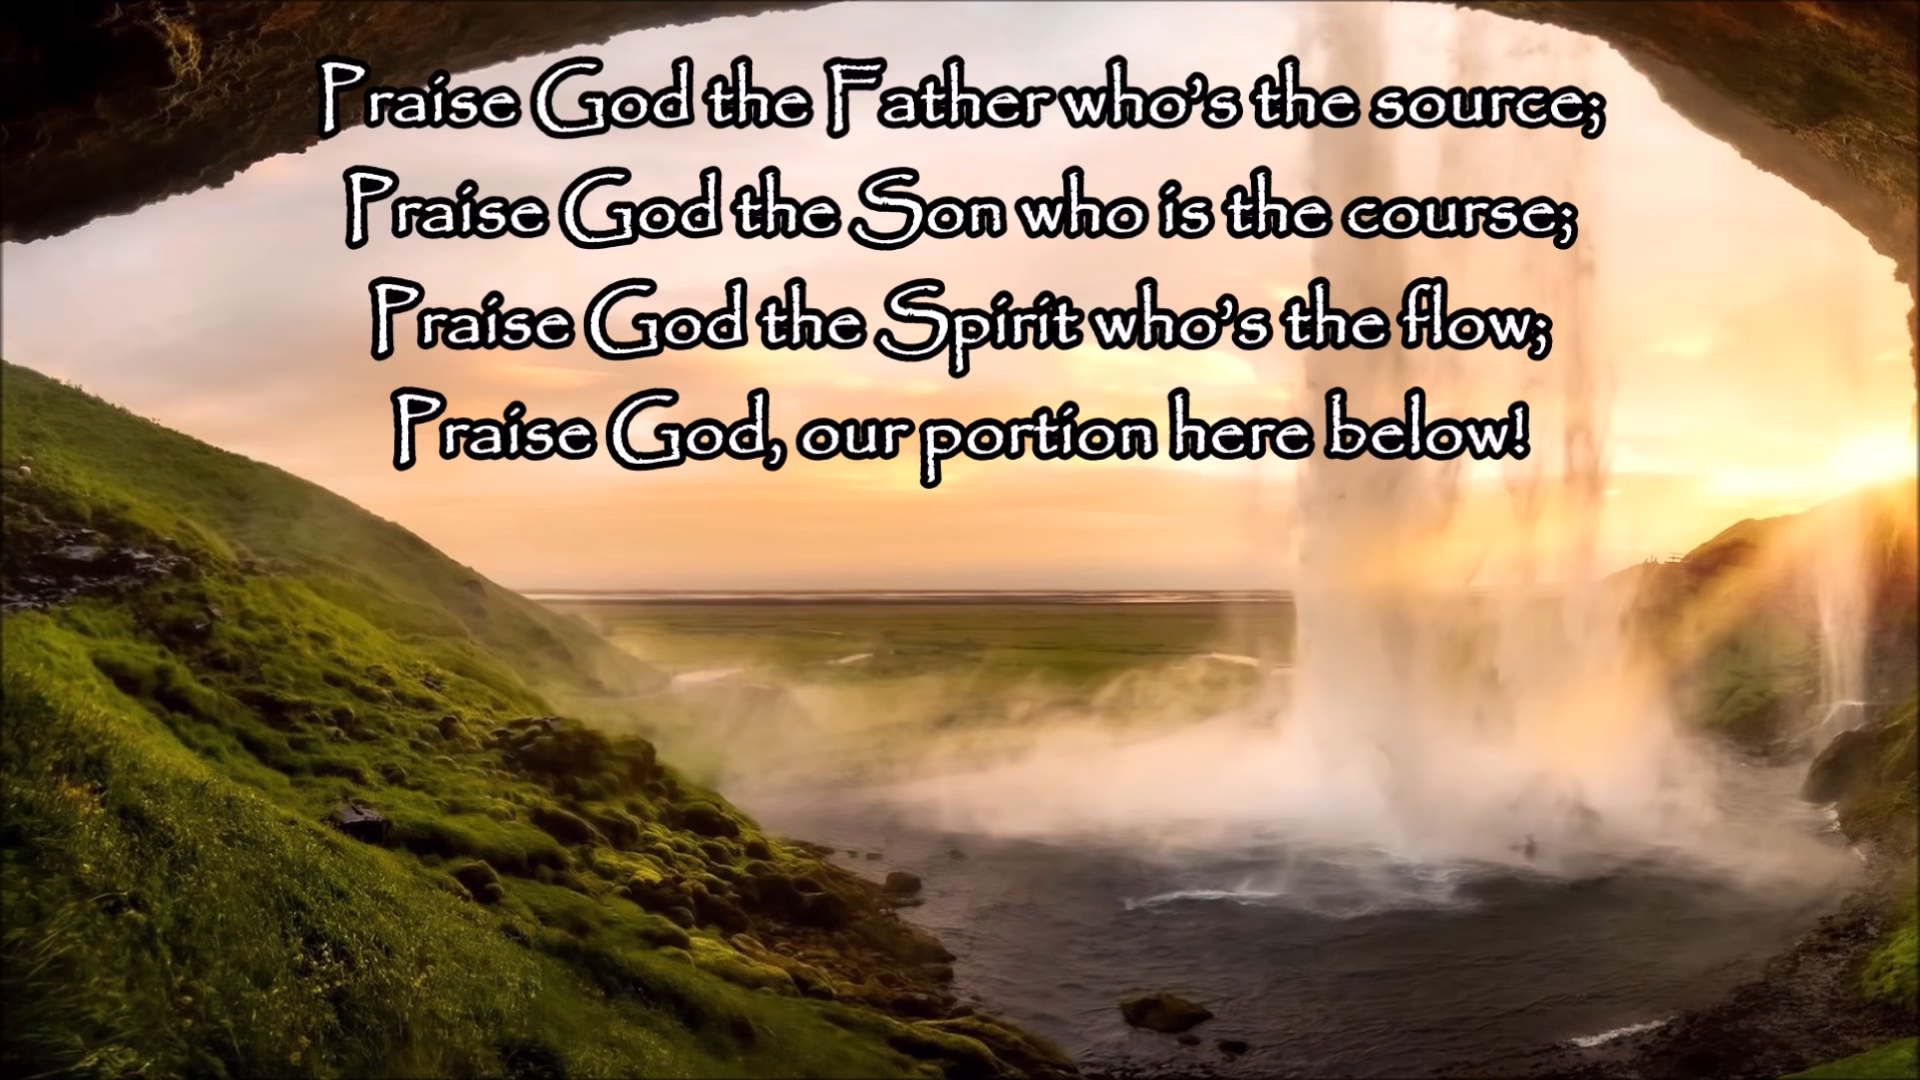 Praise God the Father who's the source;
Praise God the Son who is the course;
Praise God the Spirit who's the flow;
Praise God, our portion here below!